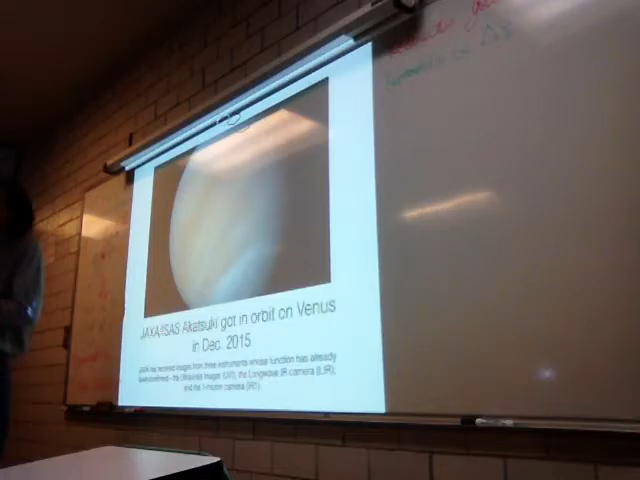 JAXA/ISAS Akatsuki got in orbit on Venus
in Dec. 2015
JAXA has received images from three instruments whose function has already
the Ultraviolet Imager (UVI), the Longwave IR camera (LIR),
and the 1-micron camera (IR1)